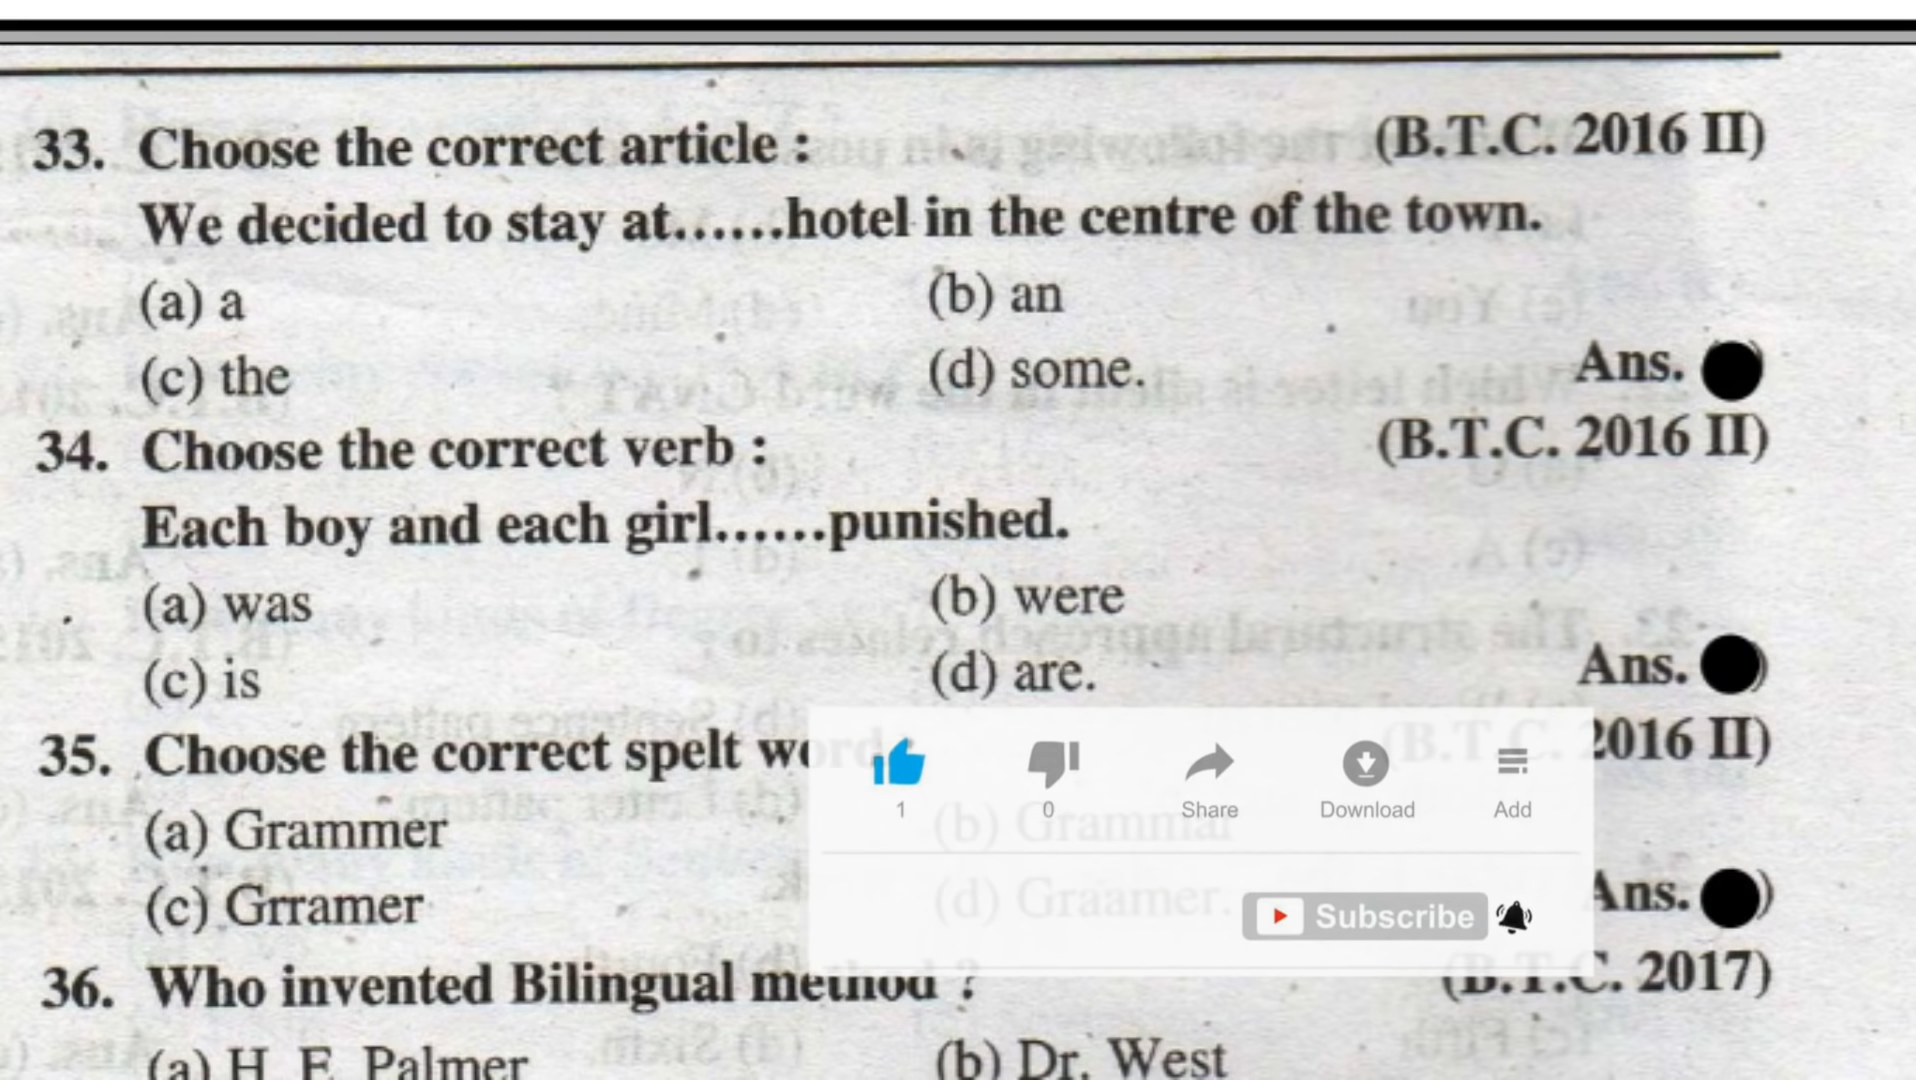 33. Choose the correct article : (B.T.C. 2016 II)
We decided to stay at......hotel in the centre of the town.
(a) a (b) an
(c) the (d) some. Ans.
34. Choose the correct verb : (B.T.C. 2016 II)
Each boy and each girl......punished.
(a) was (b) were
(c) is (d) are. Ans.
35. Choose the correct spelt word : (B.T.C. 2016 II)
(a) Grammer (b) Grammar
(c) Grramer (d) Graamer. Ans.
1 0 Share Download Add
Subscribe
36. Who invented Bilingual method ? (B.T.C. 2017)
(a) H. E. Palmer (b) Dr. West